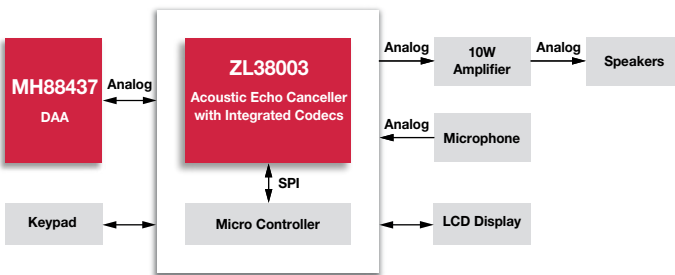 MH88437
DAA
Analog
ZL38003
Acoustic Echo Canceller
with Integrated Codecs
SPI
Micro Controller
Analog
10W
Amplifier
Analog
Speakers
Analog
Microphone
Keypad
LCD Display